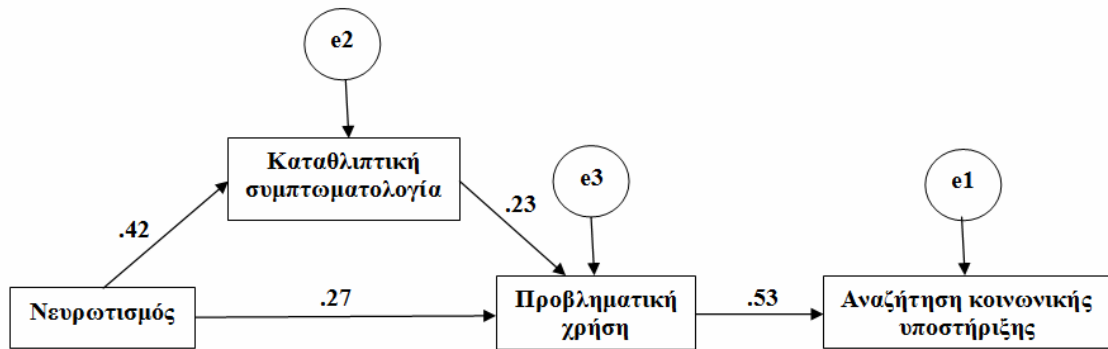 e2
Καταθλιπτική
συμπτωματολογία
e3
e1
.42
.23
Νευρωτισμός
.27
Προβληματική
χρήση
.53
Αναζήτηση κοινωνικής
υποστήριξης